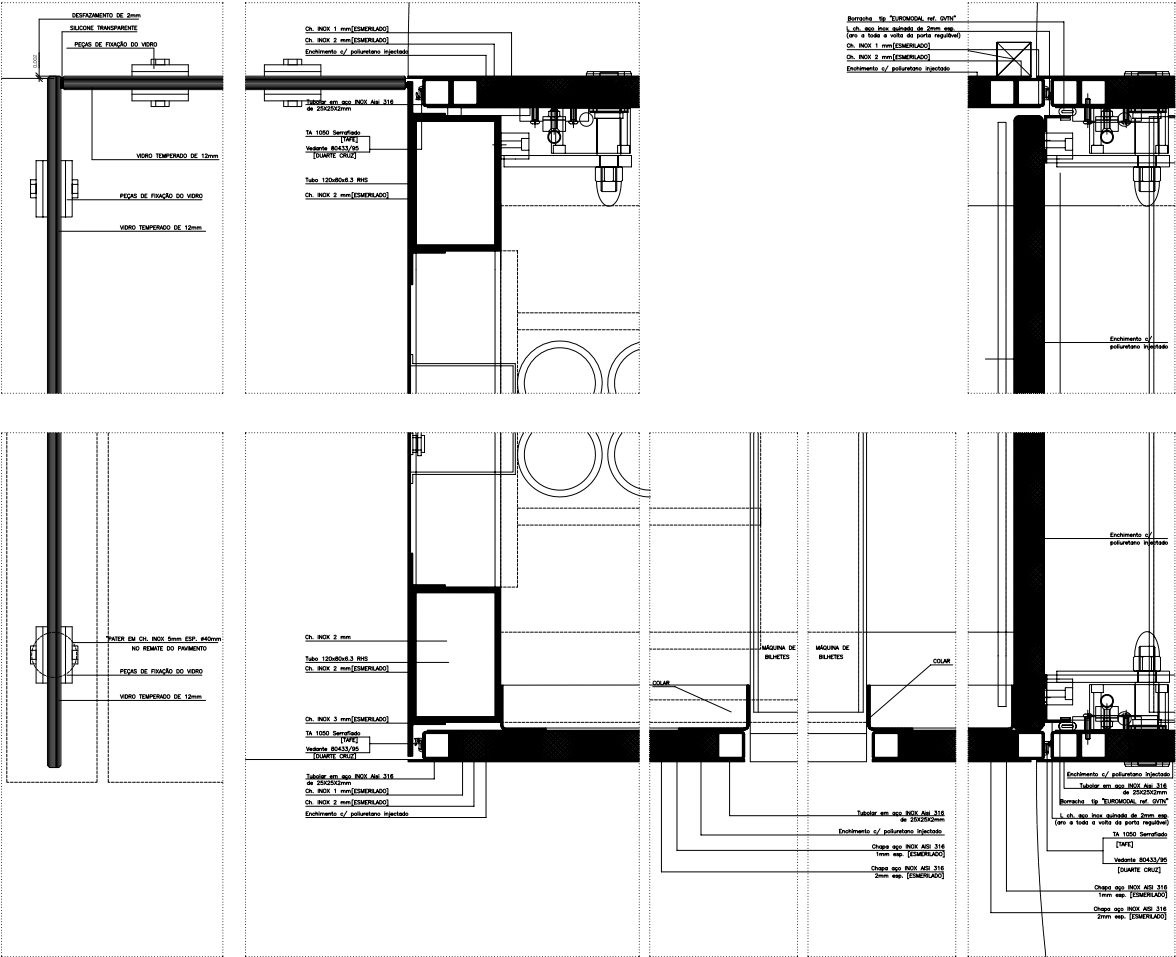 DESFAZAMENTO DE 2mm
SILICONE TRANSPARENTE
PEÇAS DE FIXAÇÃO DO VIDRO
0.002
VIDRO TEMPERADO DE 12mm
PEÇAS DE FIXAÇÃO DO VIDRO
VIDRO TEMPERADO DE 12mm
Ch. INOX 1 mm[ESMERILADO]
Ch. INOX 2 mm[ESMERILADO]
Enchimento c/ poliuretano injectado
Tubolar em aço INOX Aisi 316
de 25X25X2mm
TA 1050 Serrafiado
[TAFE]
Vedante 80433/95
[DUARTE CRUZ]
Tubo 120x80x6.3 RHS
Ch. INOX 2 mm[ESMERILADO]
Borracha tip "EUROMODAL ref. GVTN"
L ch. aço inox quinada de 2mm esp.
(aro a toda a volta da porta regulável)
Ch. INOX 1 mm[ESMERILADO]
Ch. INOX 2 mm[ESMERILADO]
Enchimento c/ poliuretano injectado
Enchimento c/
poliuretano injectado
PATER EM CH. INOX 5mm ESP. ø40mm
NO REMATE DO PAVIMENTO
PEÇAS DE FIXAÇÃO DO VIDRO
VIDRO TEMPERADO DE 12mm
Ch. INOX 2 mm
Tubo 120x80x6.3 RHS
Ch. INOX 2 mm[ESMERILADO]
Ch. INOX 3 mm[ESMERILADO]
TA 1050 Serrafiado
[TAFE]
Vedante 80433/95
[DUARTE CRUZ]
Tubolar em aço INOX Aisi 316
de 25X25X2mm
Ch. INOX 1 mm[ESMERILADO]
Ch. INOX 2 mm[ESMERILADO]
Enchimento c/ poliuretano injectado
COLAR
MÁQUINA DE
BILHETES
MÁQUINA DE
BILHETES
COLAR
Tubolar em aço INOX Aisi 316
de 25X25X2mm
Enchimento c/ poliuretano injectado
Chapa aço INOX AISI 316
1mm esp. [ESMERILADO]
Chapa aço INOX AISI 316
2mm esp. [ESMERILADO]
Enchimento c/
poliuretano injectado
Enchimento c/ poliuretano injectado
Tubolar em aço INOX Aisi 316
de 25X25X2mm
Borracha tip "EUROMODAL ref. GVTN"
L ch. aço inox quinada de 2mm esp.
(aro a toda a volta da porta regulável)
TA 1050 Serrafiado
[TAFE]
Vedante 80433/95
[DUARTE CRUZ]
Chapa aço INOX AISI 316
1mm esp. [ESMERILADO]
Chapa aço INOX AISI 316
2mm esp. [ESMERILADO]